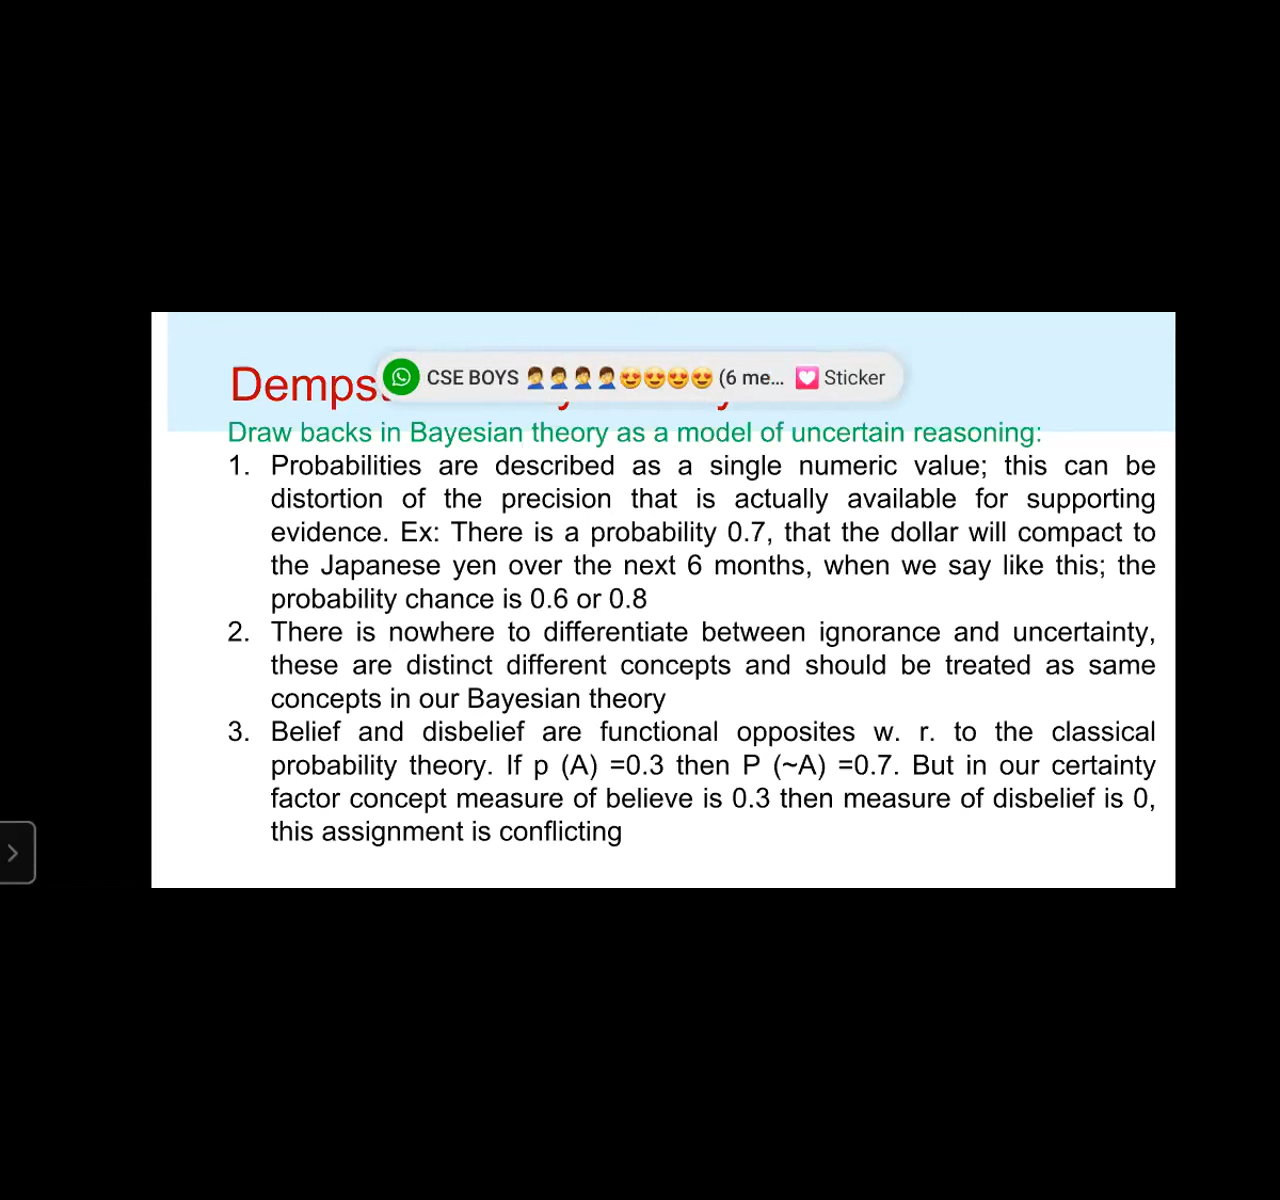 Demps
CSE BOYS 🤦‍♂️🤦‍♂️🤦‍♂️🤦‍♂️😍😍😍😍 (6 me... 💟 Sticker
Draw backs in Bayesian theory as a model of uncertain reasoning:
1. Probabilities are described as a single numeric value; this can be
distortion of the precision that is actually available for supporting
evidence. Ex: There is a probability 0.7, that the dollar will compact to
the Japanese yen over the next 6 months, when we say like this; the
probability chance is 0.6 or 0.8
2. There is nowhere to differentiate between ignorance and uncertainty,
these are distinct different concepts and should be treated as same
concepts in our Bayesian theory
3. Belief and disbelief are functional opposites w. r. to the classical
probability theory. If p (A) =0.3 then P (~A) =0.7. But in our certainty
factor concept measure of believe is 0.3 then measure of disbelief is 0,
this assignment is conflicting